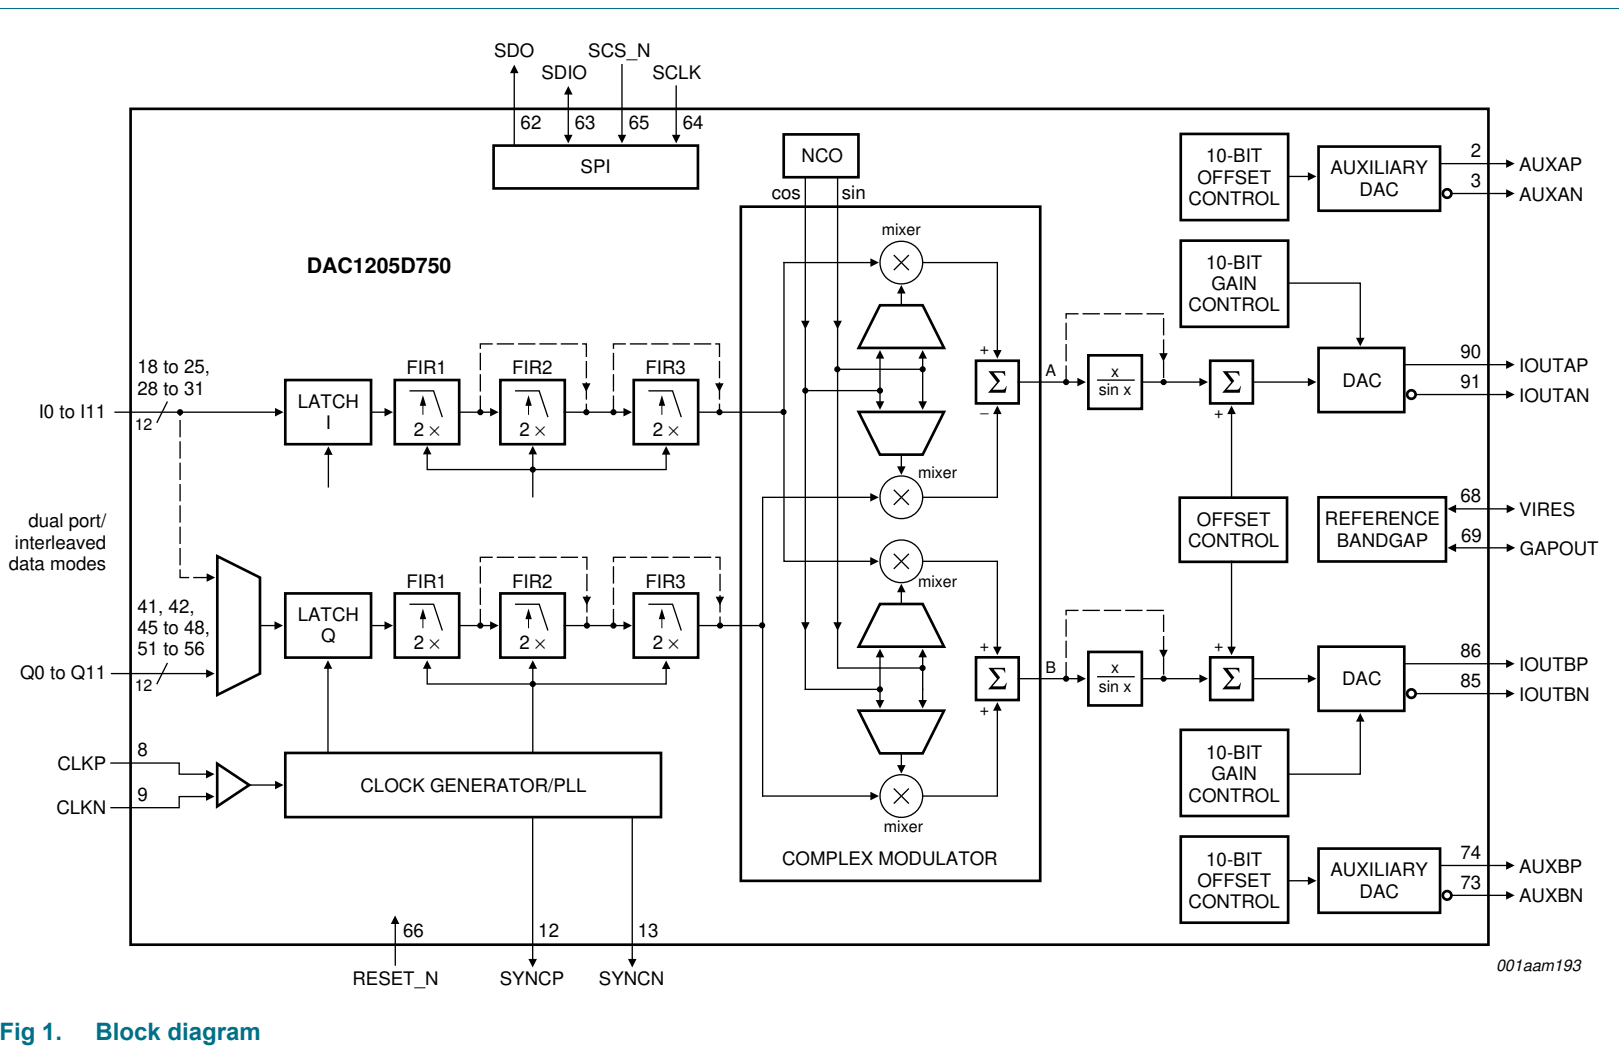 SDO
SDIO
SCS_N
SCLK
62
63
65
64
SPI
NCO
cos
sin
DAC1205D750
mixer
10-BIT
OFFSET
CONTROL
AUXILIARY
DAC
2
AUXAP
3
AUXAN
10-BIT
GAIN
CONTROL
18 to 25,
28 to 31
I0 to I11
12
LATCH
I
FIR1
2 ×
FIR2
2 ×
FIR3
2 ×
+
Σ
−
A
x
sin x
Σ
+
DAC
90
IOUTAP
91
IOUTAN
mixer
dual port/
interleaved
data modes
OFFSET
CONTROL
REFERENCE
BANDGAP
68
VIRES
69
GAPOUT
mixer
41, 42,
45 to 48,
51 to 56
Q0 to Q11
12
LATCH
Q
FIR1
2 ×
FIR2
2 ×
FIR3
2 ×
+
Σ
+
B
x
sin x
+
Σ
DAC
86
IOUTBP
85
IOUTBN
CLKP
8
CLKN
9
CLOCK GENERATOR/PLL
mixer
COMPLEX MODULATOR
10-BIT
GAIN
CONTROL
10-BIT
OFFSET
CONTROL
AUXILIARY
DAC
74
AUXBP
73
AUXBN
66
RESET_N
12
SYNCP
13
SYNCN
001aam193
Fig 1. Block diagram